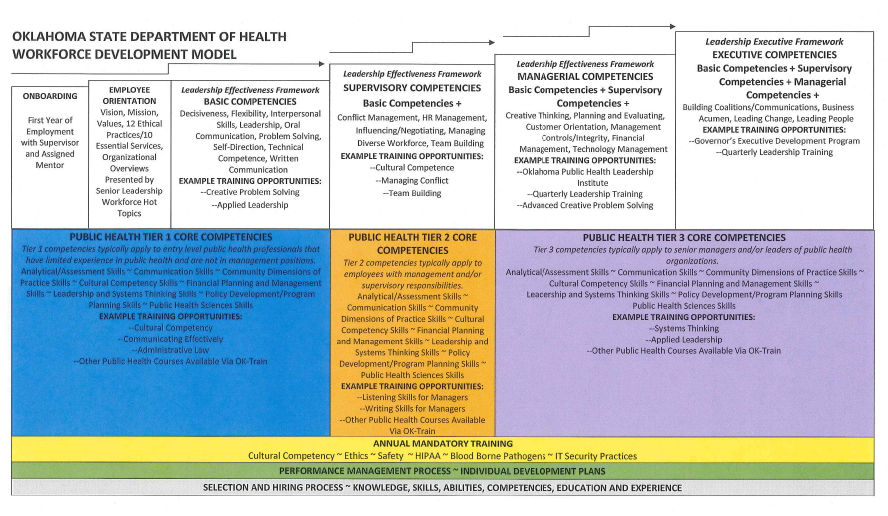 OKLAHOMA STATE DEPARTMENT OF HEALTH
WORKFORCE DEVELOPMENT MODEL
ONBOARDING
First Year of
Employment
with Supervisor
and Assigned
Mentor
EMPLOYEE
ORIENTATION
Vision, Mission,
Values, 12 Ethical
Practices/10
Essential Services,
Organizational
Overviews
Presented by
Senior Leadership
Workforce Hot
Topics
Leadership Effectiveness Framework
BASIC COMPETENCIES
Decisiveness, Flexibility, Interpersonal
Skills, Leadership, Oral
Communication, Problem Solving,
Self-Direction, Technical
Competence, Written
Communication
EXAMPLE TRAINING OPPORTUNITIES:
--Creative Problem Solving
--Applied Leadership
Leadership Effectiveness Framework
SUPERVISORY COMPETENCIES
Basic Competencies +
Conflict Management, HR Management,
Influencing/Negotiating, Managing
Diverse Workforce, Team Building
EXAMPLE TRAINING OPPORTUNITIES:
--Cultural Competence
--Managing Conflict
--Team Building
Leadership Effectiveness Framework
MANAGERIAL COMPETENCIES
Basic Competencies + Supervisory
Competencies +
Creative Thinking, Planning and Evaluating,
Customer Orientation, Management
Controls/Integrity, Financial
Management, Technology Management
EXAMPLE TRAINING OPPORTUNITIES:
--Oklahoma Public Health Leadership
Institute
--Quarterly Leadership Training
--Advanced Creative Problem Solving
Leadership Executive Framework
EXECUTIVE COMPETENCIES
Basic Competencies + Supervisory
Competencies + Managerial
Competencies +
Building Coalitions/Communications, Business
Acumen, Leading Change, Leading People
EXAMPLE TRAINING OPPORTUNITIES:
--Governor's Executive Development Program
--Quarterly Leadership Training
PUBLIC HEALTH TIER 1 CORE COMPETENCIES
Tier 1 competencies typically apply to entry level public health professionals that
have limited experience in public health and are not in management positions.
Analytical/Assessment Skills ~ Communication Skills ~ Community Dimensions of
Practice Skills ~ Cultural Competency Skills ~ Financial Planning and Management
Skills ~ Leadership and Systems Thinking Skills ~ Policy Development/Program
Planning Skills ~ Public Health Sciences Skills
EXAMPLE TRAINING OPPORTUNITIES:
--Cultural Competency
--Communicating Effectively
--Administrative Law
--Other Public Health Courses Available Via OK-Train
PUBLIC HEALTH TIER 2 CORE
COMPETENCIES
Tier 2 competencies typically apply to
employees with management and/or
supervisory responsibilities.
Analytical/Assessment Skills ~
Communication Skills ~ Community
Dimensions of Practice Skills ~ Cultural
Competency Skills ~ Financial Planning
and Management Skills ~ Leadership and
Systems Thinking Skills ~ Policy
Development/Program Planning Skills ~
Public Health Sciences Skills
EXAMPLE TRAINING OPPORTUNITIES:
--Listening Skills for Managers
--Writing Skills for Managers
--Other Public Health Courses Available
Via OK-Train
PUBLIC HEALTH TIER 3 CORE COMPETENCIES
Tier 3 competencies typically apply to senior managers and/or leaders of public health
organizations.
Analytical/Assessment Skills ~ Communication Skills ~ Community Dimensions of Practice Skills ~
Cultural Competency Skills ~ Financial Planning and Management Skills ~
Leacership and Systems Thinking Skills ~ Policy Development/Program Planning Skills
Public Health Sciences Skills
EXAMPLE TRAINING OPPORTUNITIES:
--Systems Thinking
--Applied Leadership
--Other Public Health Courses Available Via OK-Train
ANNUAL MANDATORY TRAINING
Cultural Competency ~ Ethics ~ Safety ~ HIPAA ~ Blood Borne Pathogens ~ IT Security Practices
PERFORMANCE MANAGEMENT PROCESS ~ INDIVIDUAL DEVELOPMENT PLANS
SELECTION AND HIRING PROCESS ~ KNOWLEDGE, SKILLS, ABILITIES, COMPETENCIES, EDUCATION AND EXPERIENCE